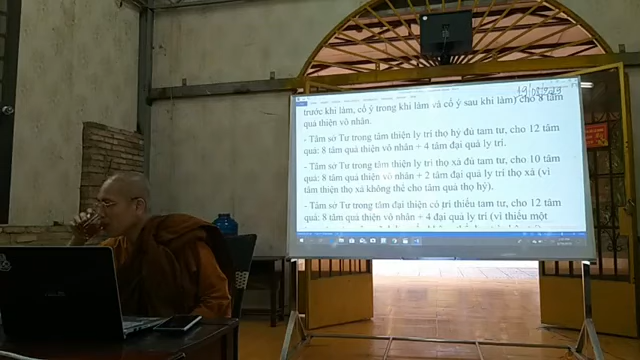 trước khi làm, cố ý trong khi làm và cố ý sau khi làm) cho 8 tâm
quả thiện vô nhân.
- Tâm sở Tư trong tâm thiện ly trí thọ hỷ đủ tam tư, cho 12 tâm
quả: 8 tâm quả thiện vô nhân + 4 tâm đại quả ly trí.
- Tâm sở Tư trong tâm thiện ly trí thọ xả đủ tam tư, cho 10 tâm
quả: 8 tâm quả thiện vô nhân + 2 tâm đại quả ly trí thọ xả (vì
tâm thiện thọ xả không thể cho tâm quả thọ hỷ).
- Tâm sở Tư trong tâm đại thiện có trí thiếu tam tư, cho 12 tâm
quả: 8 tâm quả thiện vô nhân + 4 đại quả ly trí (vì thiếu một
ASUS